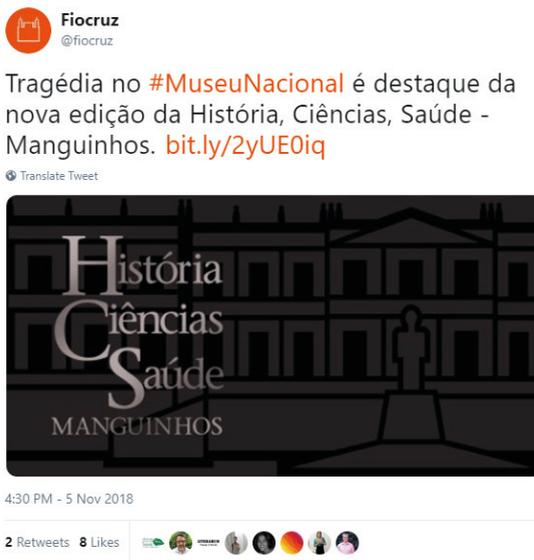 Fiocruz
@fiocruz
Tragédia no #MuseuNacional é destaque da
nova edição da História, Ciências, Saúde -
Manguinhos. bit.ly/2yUE0iq
Translate Tweet
História
Ciências
Saúde
MANGUINHOS
4:30 PM - 5 Nov 2018
2 Retweets 8 Likes